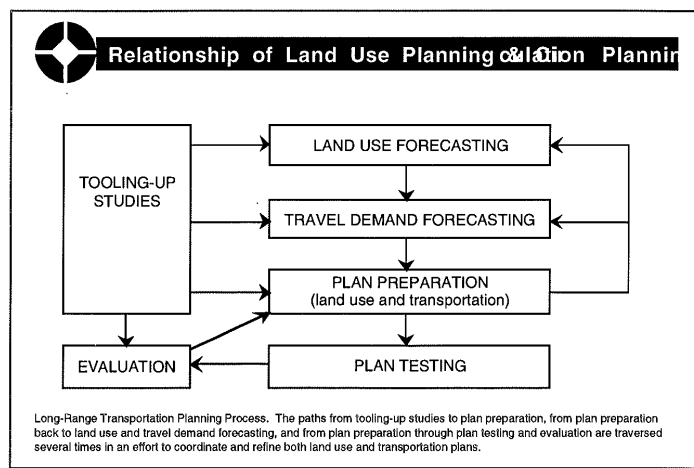 Relationship of Land Use Planning & Plannin
TOOLING-UP
STUDIES
LAND USE FORECASTING
TRAVEL DEMAND FORECASTING
PLAN PREPARATION
(land use and transportation)
EVALUATION
PLAN TESTING
Long-Range Transportation Planning Process. The paths from tooling-up studies to plan preparation, from plan preparation
back to land use and travel demand forecasting, and from plan preparation through plan testing and evaluation are traversed
several times in an effort to coordinate and refine both land use and transportation plans.